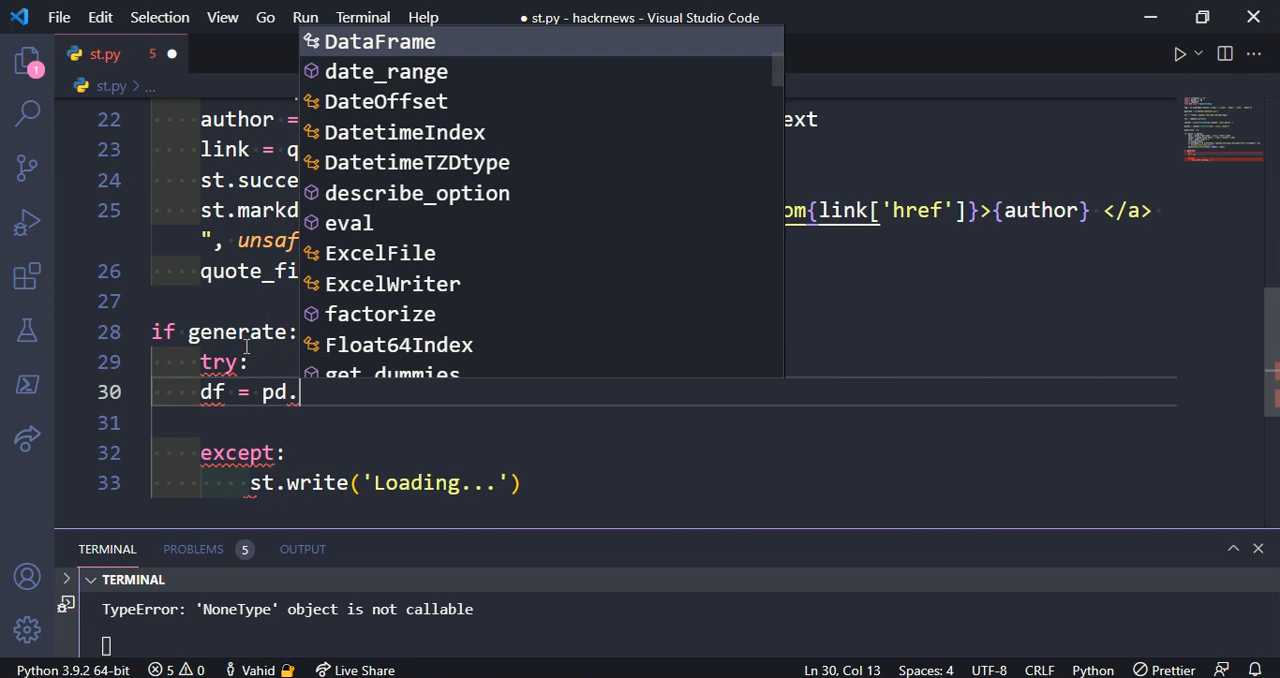 File Edit Selection View Go Run Terminal Help ● st.py - hackrnews - Visual Studio Code
st.py 5 ●
1
st.py > ...
DataFrame
date_range
DateOffset
DatetimeIndex
DatetimeTZDtype
describe_option
eval
ExcelFile
ExcelWriter
factorize
Float64Index
get_dummies
22 author = ext
23 link = q
24 st.succe
25 st.markd om{link['href']}>{author} </a>
", unsaf
26 quote_fi
27
28 if generate:
29 try:
30 df = pd.
31
32 except:
33 st.write('Loading...')
TERMINAL PROBLEMS 5 OUTPUT
TERMINAL
TypeError: 'NoneType' object is not callable
Python 3.9.2 64-bit 5 0 Vahid Live Share Ln 30, Col 13 Spaces: 4 UTF-8 CRLF Python Prettier